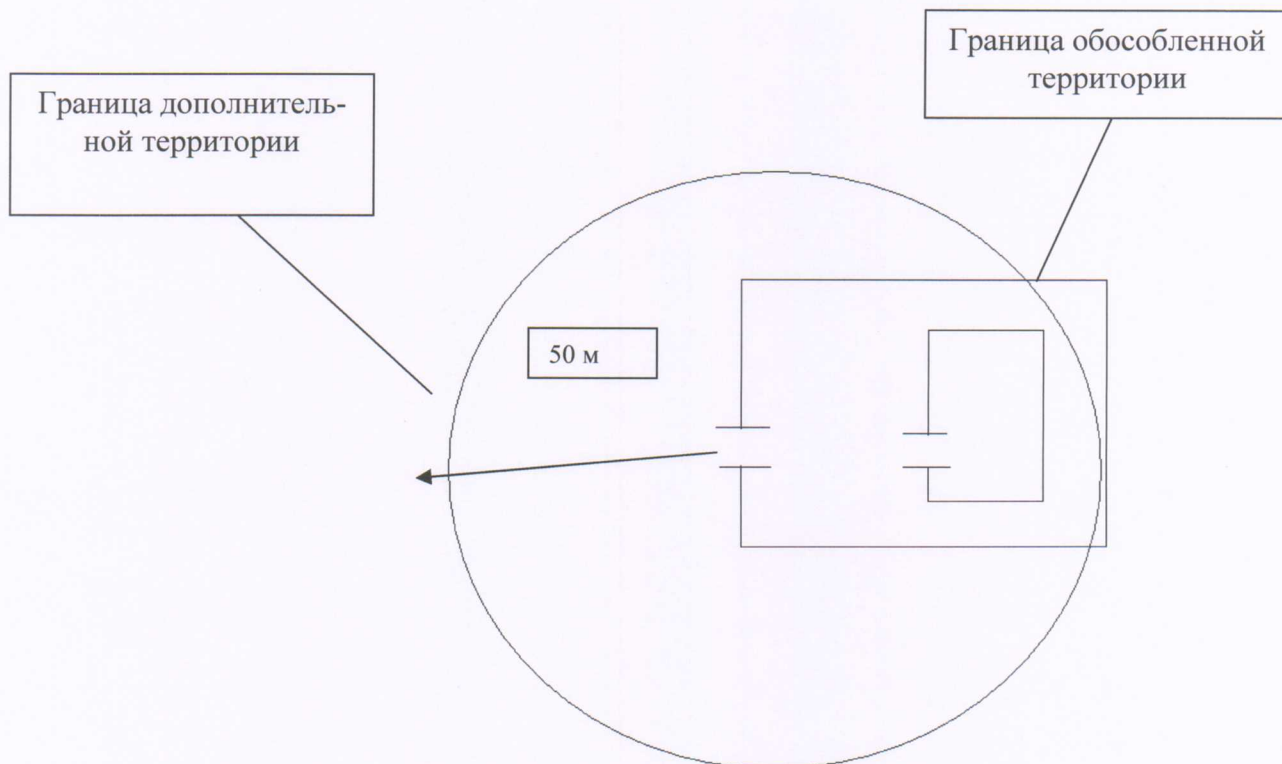 Граница обособленной
территории
Граница дополнитель-
ной территории
50 м